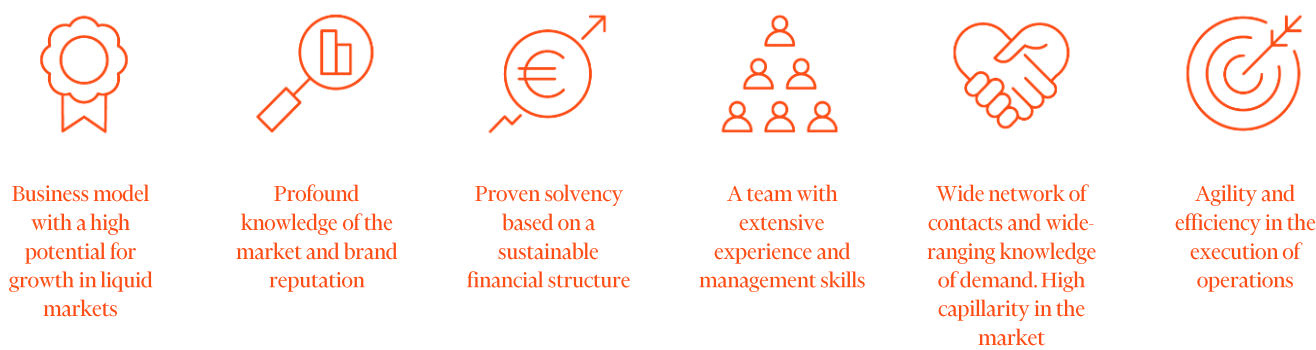 Business model
with a high
potential for
growth in liquid
markets
Profound
knowledge of the
market and brand
reputation
Proven solvency
based on a
sustainable
financial structure
A team with
extensive
experience and
management skills
Wide network of
contacts and wide-
ranging knowledge
of demand. High
capillarity in the
market
Agility and
efficiency in the
execution of
operations